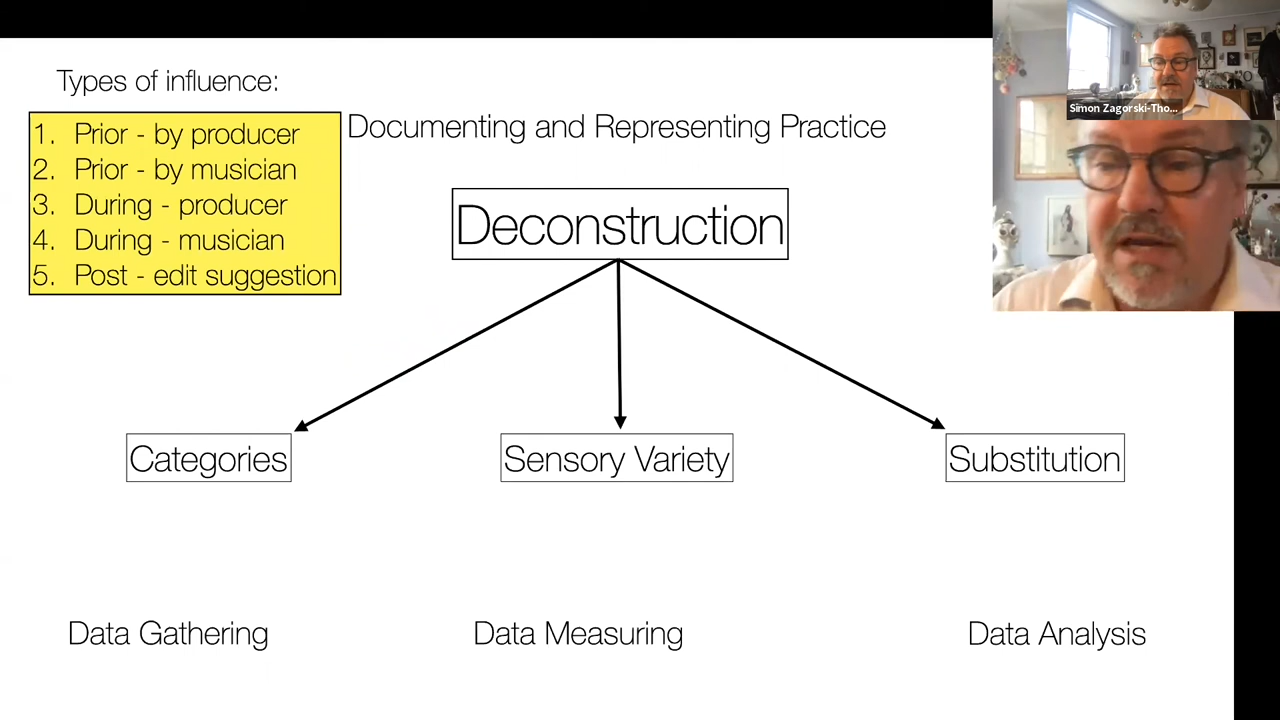 Types of influence:
1. Prior - by producer
2. Prior - by musician
3. During - producer
4. During - musician
5. Post - edit suggestion
Documenting and Representing Practice
Deconstruction
Categories
Sensory Variety
Substitution
Data Gathering
Data Measuring
Data Analysis
Simon Zagorski-Tho...